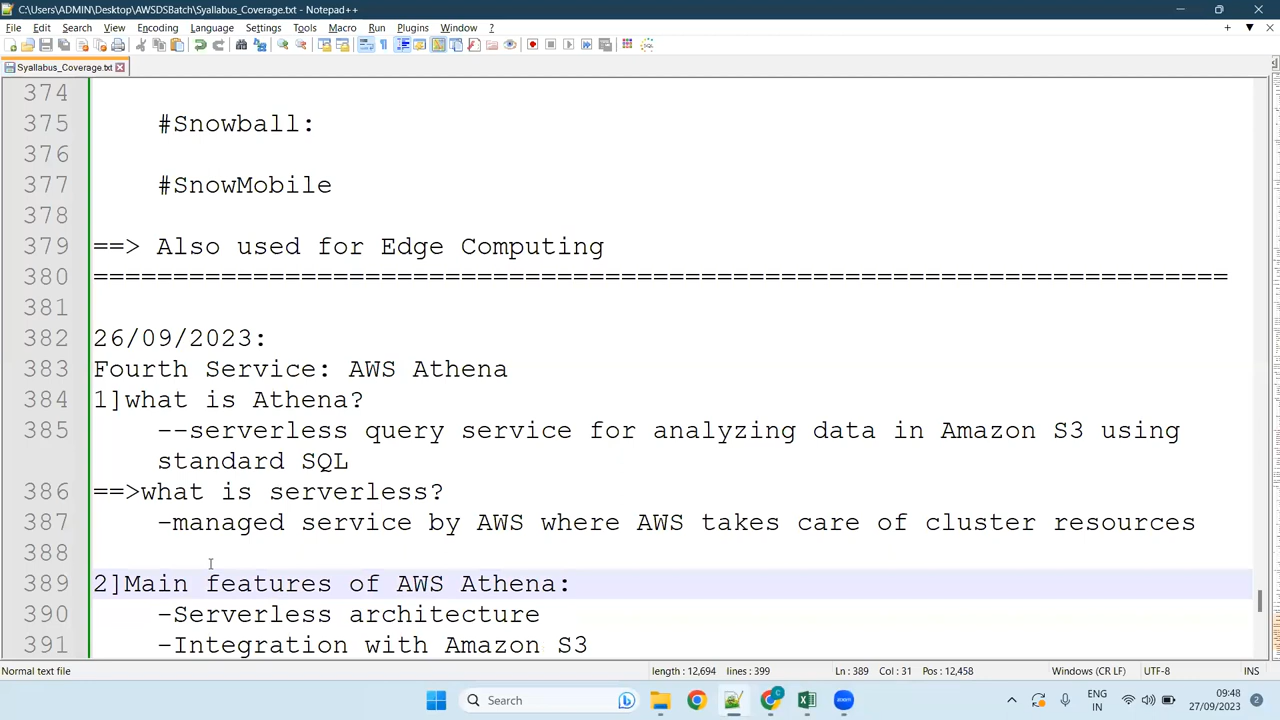 C:\Users\ADMIN\Desktop\AWSDSBatch\Syllabus_Coverage.txt - Notepad++
File Edit Search View Encoding Language Settings Tools Macro Run Plugins Window ?
Syallabus_Coverage.txt
374
375 #Snowball:
376
377 #SnowMobile
378
379 ==> Also used for Edge Computing
380 =======================================================================
381
382 26/09/2023:
383 Fourth Service: AWS Athena
384 1]what is Athena?
385 --serverless query service for analyzing data in Amazon S3 using
standard SQL
386 ==>what is serverless?
387 -managed service by AWS where AWS takes care of cluster resources
388
389 2]Main features of AWS Athena:
390 -Serverless architecture
391 -Integration with Amazon S3
Normal text file length : 12,694 lines : 399 Ln : 389 Col : 31 Pos : 12,458 Windows (CR LF) UTF-8 INS
Search
ENG
IN
09:48
27/09/2023
2